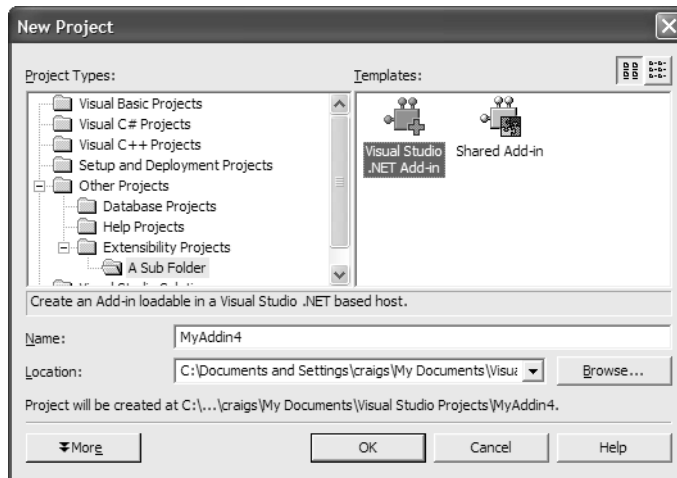 New Project
Project Types:
Templates:
Visual Basic Projects
Visual C# Projects
Visual C++ Projects
Setup and Deployment Projects
Other Projects
Database Projects
Help Projects
Extensibility Projects
A Sub Folder
Visual Studio .NET Add-in
Shared Add-in
Create an Add-in loadable in a Visual Studio .NET based host.
Name:
MyAddin4
Location:
C:\Documents and Settings\craigs\My Documents\Visua
Browse...
Project will be created at C:\...\craigs\My Documents\Visual Studio Projects\MyAddin4.
More
OK
Cancel
Help